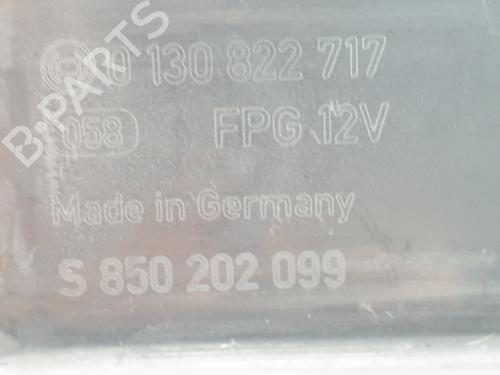 0 130 822 717
058 FPG 12V
Made in Germany
S 850 202 099
B-PARTS